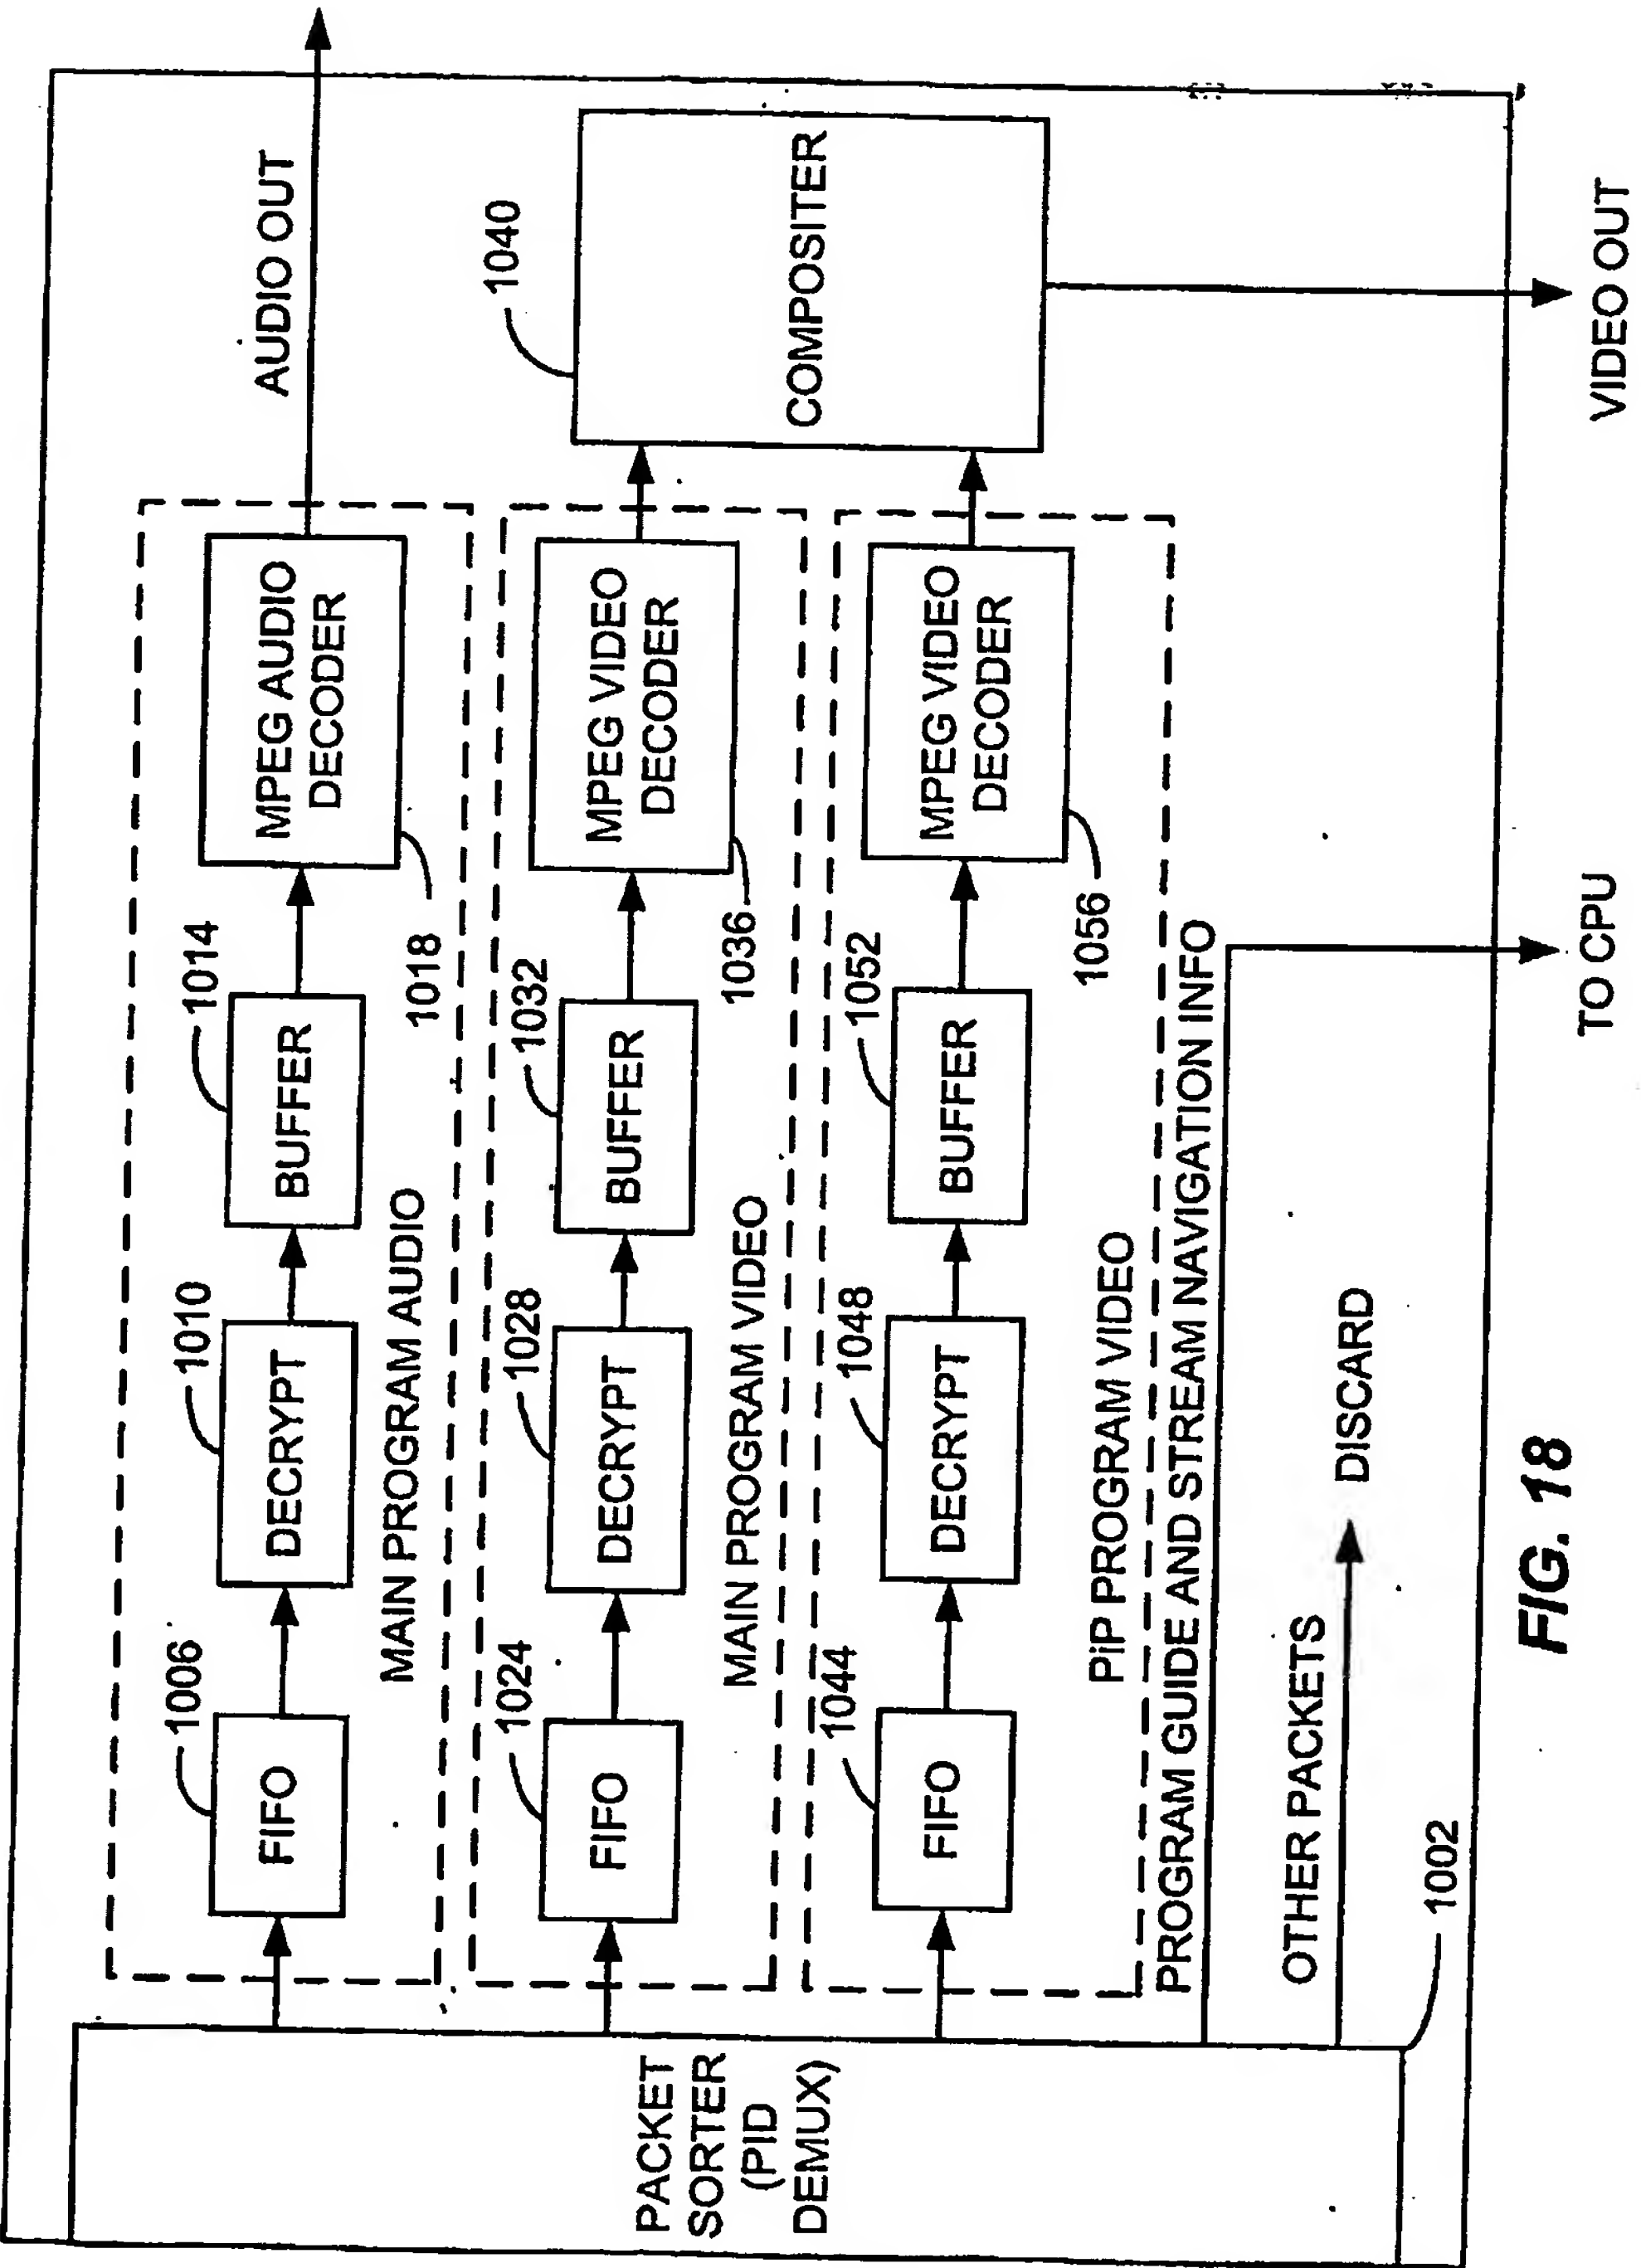 AUDIO OUT
1006
1010
1014
FIFO
DECRYPT
BUFFER
MPEG AUDIO
DECODER
1018
MAIN PROGRAM AUDIO
1024
1028
1032
FIFO
DECRYPT
BUFFER
MPEG VIDEO
DECODER
1036
MAIN PROGRAM VIDEO
1040
COMPOSITER
PACKET
SORTER
(PID
DEMUX)
1044
1048
1052
FIFO
DECRYPT
BUFFER
MPEG VIDEO
DECODER
1056
PiP PROGRAM VIDEO
PROGRAM GUIDE AND STREAM NAVIGATION INFO
OTHER PACKETS
DISCARD
1002
TO CPU
VIDEO OUT
FIG. 18